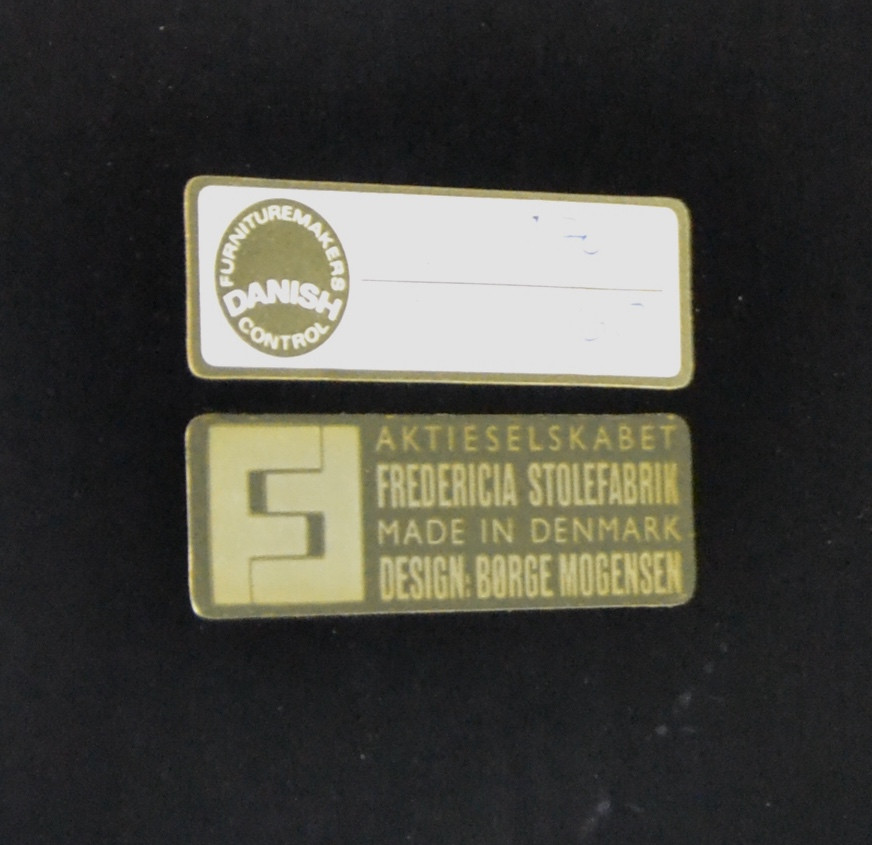 FURNITUREMAKERS
DANISH
CONTROL
AKTIESELSKABET
FREDERICIA STOLEFABRIK
MADE IN DENMARK
DESIGN: BØRGE MOGENSEN